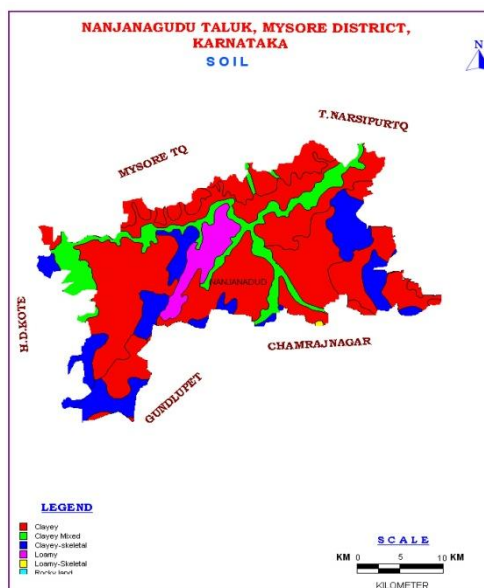 NANJANAGUDU TALUK, MYSORE DISTRICT,
KARNATAKA
SOIL
N
T.NARSIPURTQ
MYSORE TQ
NANJANADUD
H.D.KOTE
CHAMRAJNAGAR
GUNDLUPET
LEGEND
Clayey
Clayey Mixed
Clayey-skeletal
Loamy
Loamy-Skeletal
Rocky land
SCALE
KM 0 5 10 KM
KILOMETER